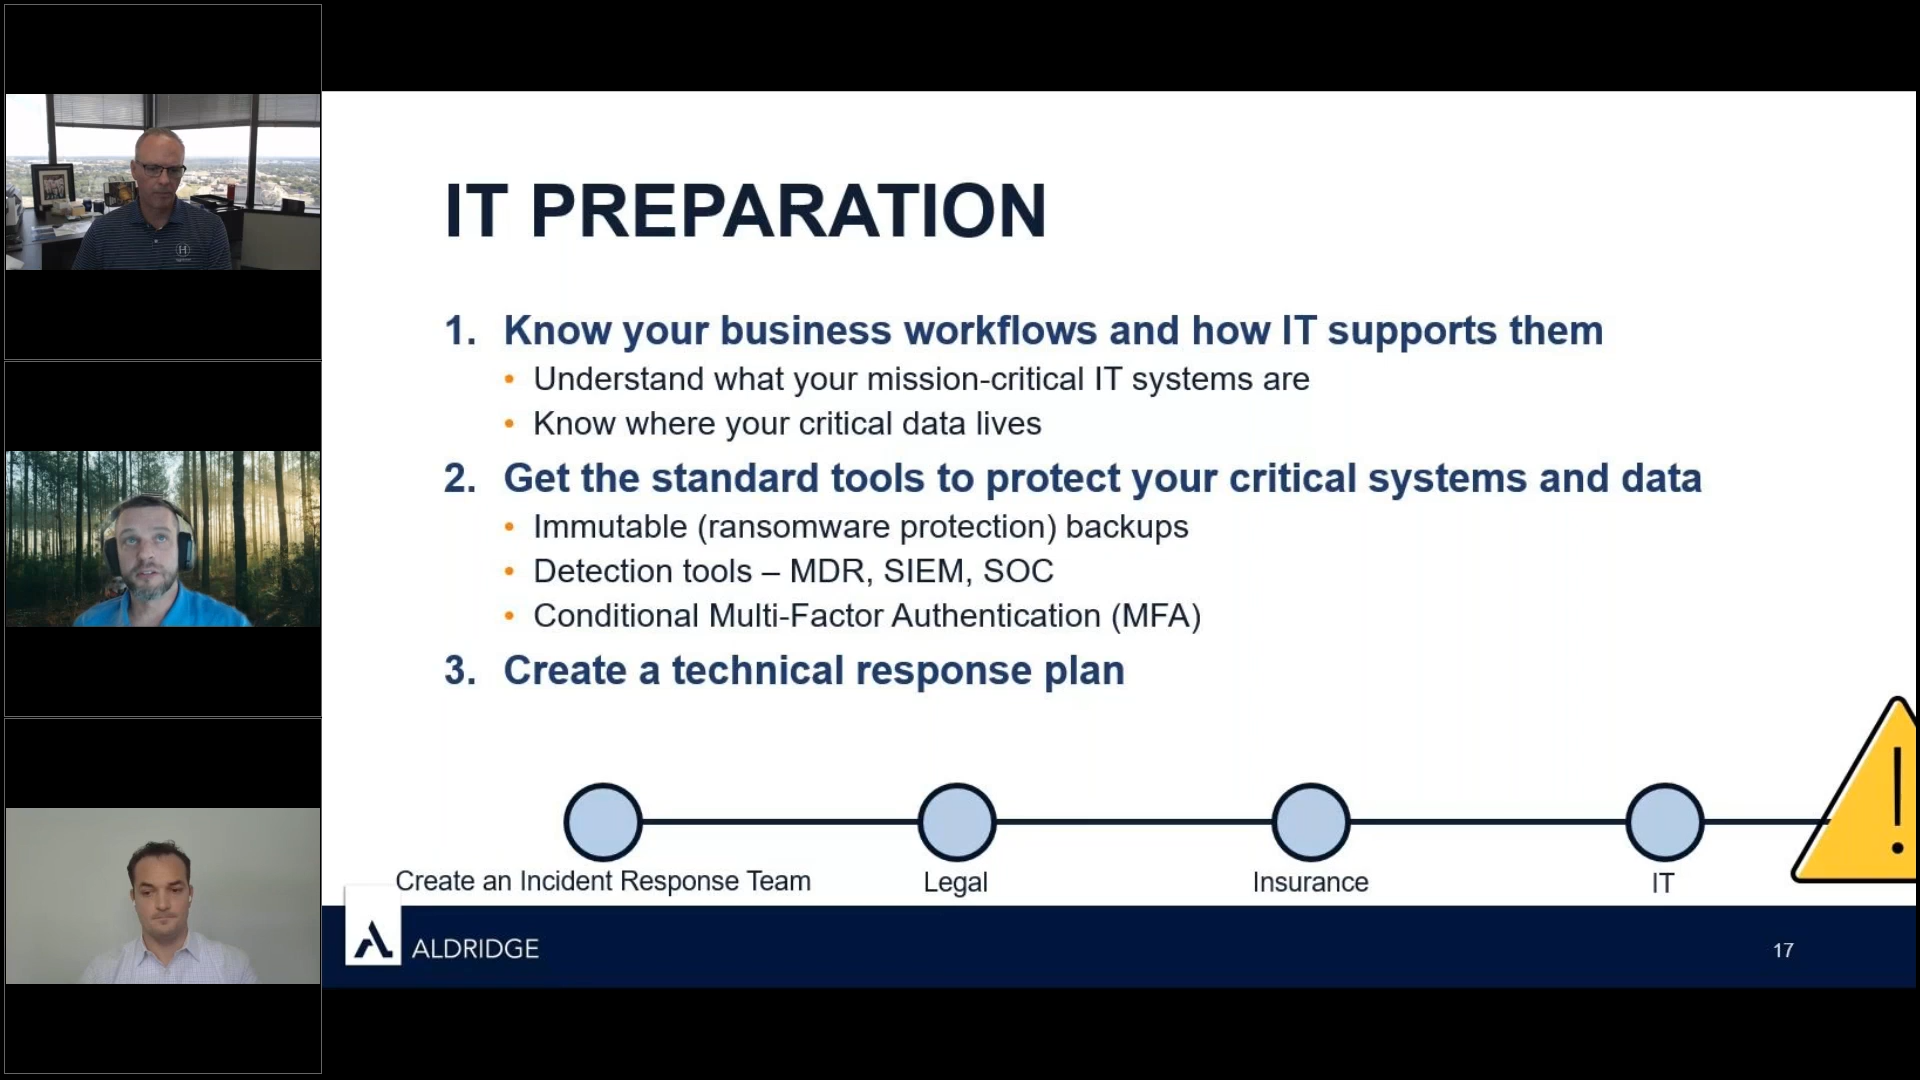 IT PREPARATION
1. Know your business workflows and how IT supports them
• Understand what your mission-critical IT systems are
• Know where your critical data lives
2. Get the standard tools to protect your critical systems and data
• Immutable (ransomware protection) backups
• Detection tools – MDR, SIEM, SOC
• Conditional Multi-Factor Authentication (MFA)
3. Create a technical response plan
Create an Incident Response Team
Legal
Insurance
IT
!
ALDRIDGE
17
H